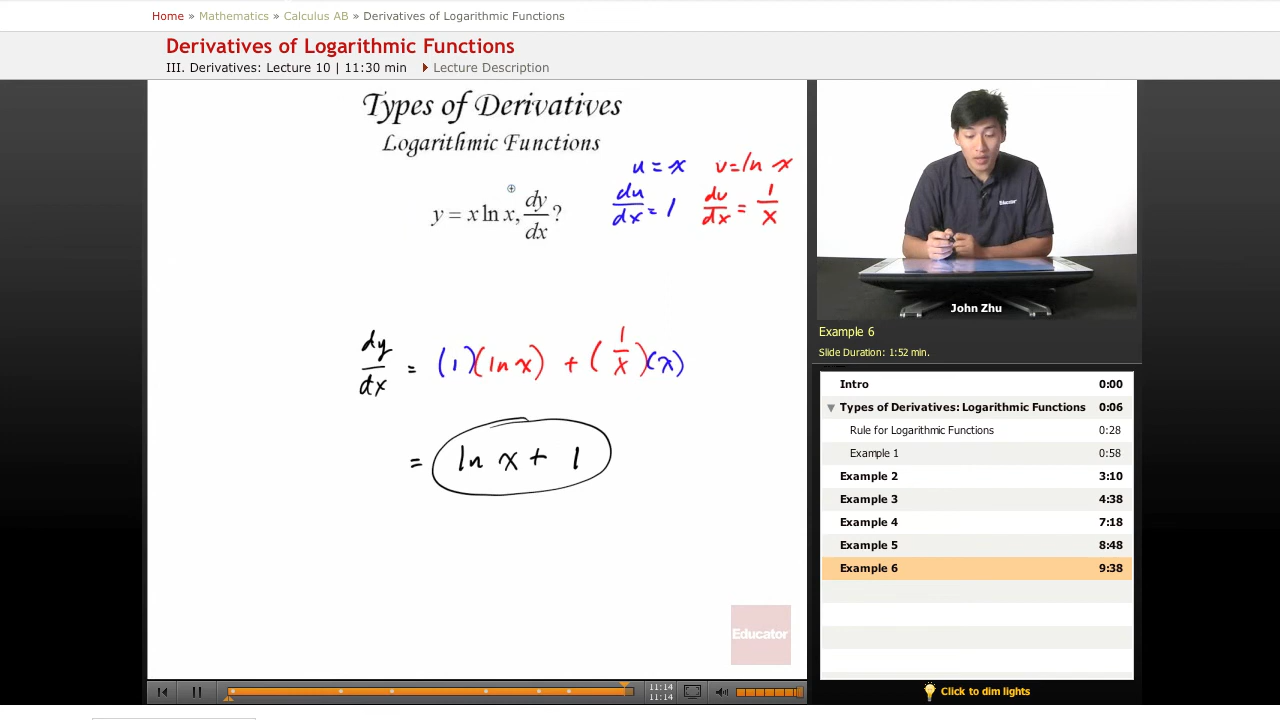 Home » Mathematics » Calculus AB » Derivatives of Logarithmic Functions
Derivatives of Logarithmic Functions
III. Derivatives: Lecture 10 | 11:30 min Lecture Description
Types of Derivatives
Logarithmic Functions
u = x v = ln x
y = x ln x, dy/dx ?
du/dx = 1 dv/dx = 1/x
dy/dx = (1)(ln x) + (1/x)(x)
= ln x + 1
Educator
Educator
John Zhu
Example 6
Slide Duration: 1:52 min.
Intro 0:00
Types of Derivatives: Logarithmic Functions 0:06
Rule for Logarithmic Functions 0:28
Example 1 0:58
Example 2 3:10
Example 3 4:38
Example 4 7:18
Example 5 8:48
Example 6 9:38
11:14
11:14
Click to dim lights